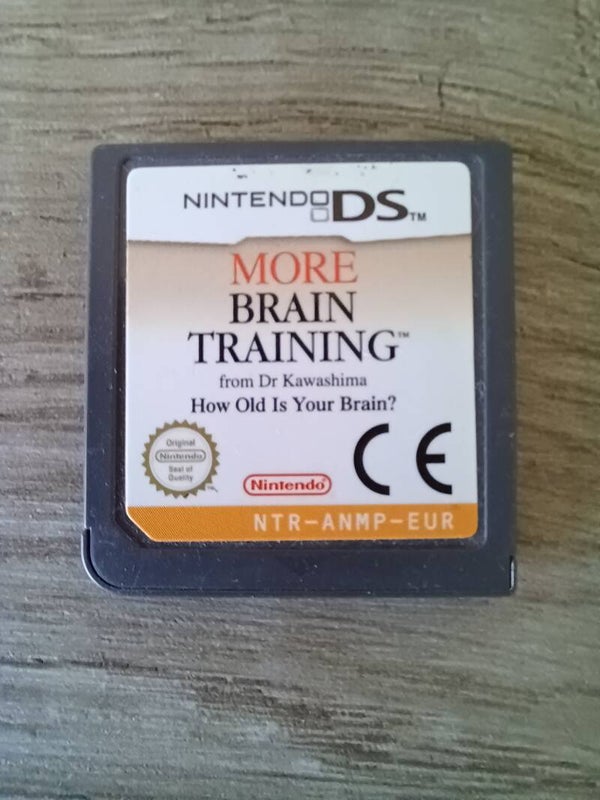 NINTENDO DS™
MORE
BRAIN
TRAINING™
from Dr Kawashima
How Old Is Your Brain?
Original
Nintendo
Seal of
Quality
Nintendo®
CE
NTR-ANMP-EUR